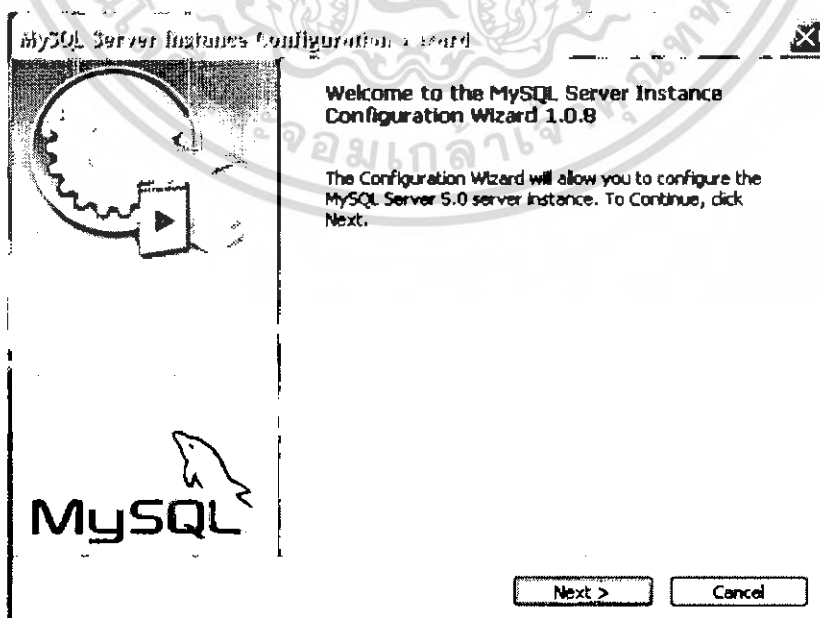 MySQL Server Instance Configuration Wizard
Welcome to the MySQL Server Instance
Configuration Wizard 1.0.8
The Configuration Wizard will allow you to configure the
MySQL Server 5.0 server instance. To Continue, click
Next.
MySQL
Next >
Cancel